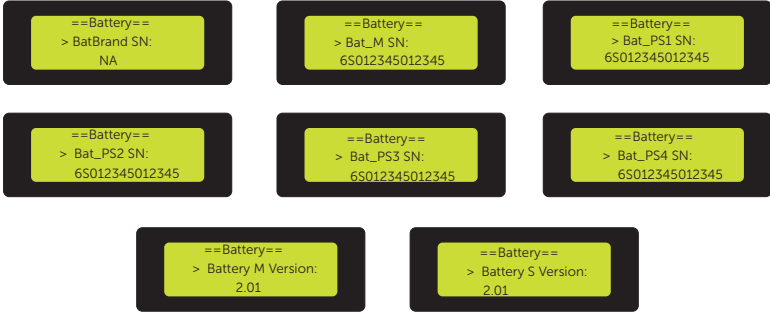 ==Battery==
> BatBrand SN:
NA
==Battery==
> Bat_M SN:
6S012345012345
==Battery==
> Bat_PS1 SN:
6S012345012345
==Battery==
> Bat_PS2 SN:
6S012345012345
==Battery==
> Bat_PS3 SN:
6S012345012345
==Battery==
> Bat_PS4 SN:
6S012345012345
==Battery==
> Battery M Version:
2.01
==Battery==
> Battery S Version:
2.01